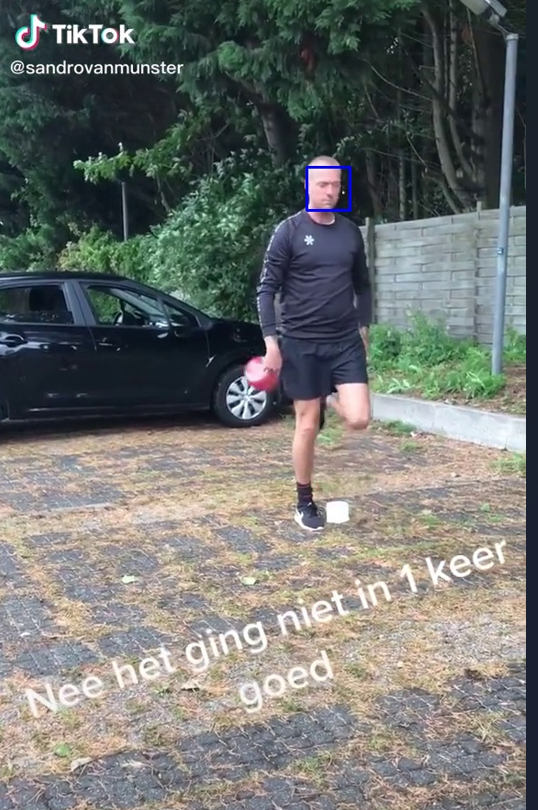 TikTok
@sandrovanmunster
Nee het ging niet in 1 keer
goed